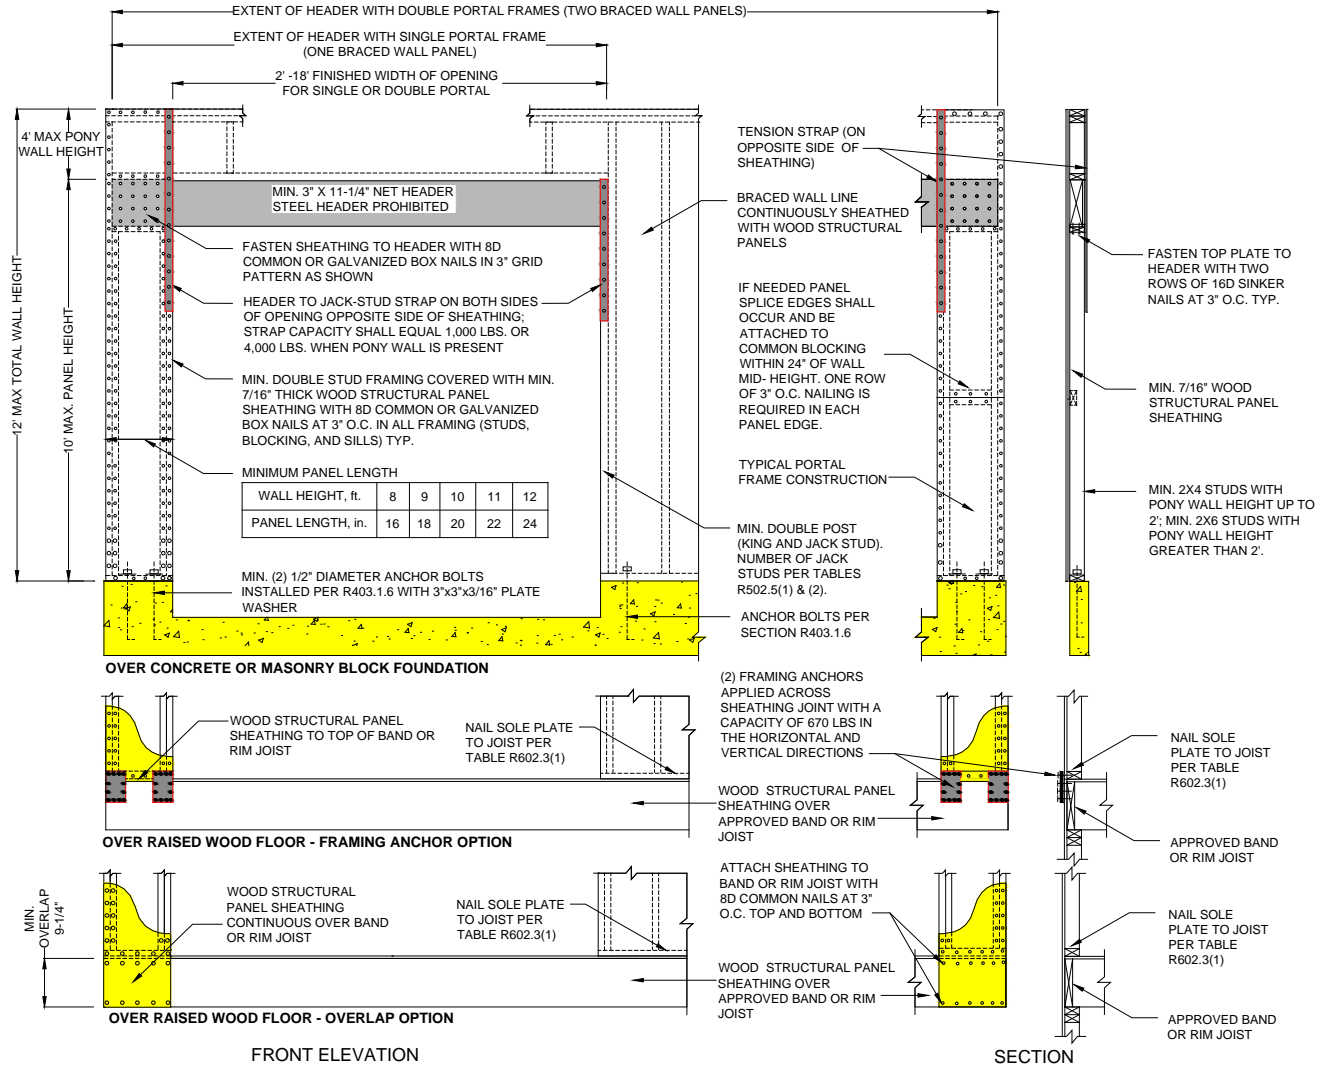 EXTENT OF HEADER WITH DOUBLE PORTAL FRAMES (TWO BRACED WALL PANELS)
EXTENT OF HEADER WITH SINGLE PORTAL FRAME
(ONE BRACED WALL PANEL)
2' -18' FINISHED WIDTH OF OPENING
FOR SINGLE OR DOUBLE PORTAL
4' MAX PONY
WALL HEIGHT
12' MAX TOTAL WALL HEIGHT
10' MAX. PANEL HEIGHT
MIN. 3" X 11-1/4" NET HEADER
STEEL HEADER PROHIBITED
FASTEN SHEATHING TO HEADER WITH 8D
COMMON OR GALVANIZED BOX NAILS IN 3" GRID
PATTERN AS SHOWN
HEADER TO JACK-STUD STRAP ON BOTH SIDES
OF OPENING OPPOSITE SIDE OF SHEATHING;
STRAP CAPACITY SHALL EQUAL 1,000 LBS. OR
4,000 LBS. WHEN PONY WALL IS PRESENT
MIN. DOUBLE STUD FRAMING COVERED WITH MIN.
7/16" THICK WOOD STRUCTURAL PANEL
SHEATHING WITH 8D COMMON OR GALVANIZED
BOX NAILS AT 3" O.C. IN ALL FRAMING (STUDS,
BLOCKING, AND SILLS) TYP.
MINIMUM PANEL LENGTH
WALL HEIGHT, ft. 8 9 10 11 12
PANEL LENGTH, in. 16 18 20 22 24
MIN. (2) 1/2" DIAMETER ANCHOR BOLTS
INSTALLED PER R403.1.6 WITH 3"x3"x3/16" PLATE
WASHER
TENSION STRAP (ON
OPPOSITE SIDE OF
SHEATHING)
BRACED WALL LINE
CONTINUOUSLY SHEATHED
WITH WOOD STRUCTURAL
PANELS
IF NEEDED PANEL
SPLICE EDGES SHALL
OCCUR AND BE
ATTACHED TO
COMMON BLOCKING
WITHIN 24" OF WALL
MID- HEIGHT. ONE ROW
OF 3" O.C. NAILING IS
REQUIRED IN EACH
PANEL EDGE.
TYPICAL PORTAL
FRAME CONSTRUCTION
MIN. DOUBLE POST
(KING AND JACK STUD).
NUMBER OF JACK
STUDS PER TABLES
R502.5(1) & (2).
ANCHOR BOLTS PER
SECTION R403.1.6
FASTEN TOP PLATE TO
HEADER WITH TWO
ROWS OF 16D SINKER
NAILS AT 3" O.C. TYP.
MIN. 7/16" WOOD
STRUCTURAL PANEL
SHEATHING
MIN. 2X4 STUDS WITH
PONY WALL HEIGHT UP TO
2'; MIN. 2X6 STUDS WITH
PONY WALL HEIGHT
GREATER THAN 2'.
OVER CONCRETE OR MASONRY BLOCK FOUNDATION
WOOD STRUCTURAL PANEL
SHEATHING TO TOP OF BAND OR
RIM JOIST
NAIL SOLE PLATE
TO JOIST PER
TABLE R602.3(1)
(2) FRAMING ANCHORS
APPLIED ACROSS
SHEATHING JOINT WITH A
CAPACITY OF 670 LBS IN
THE HORIZONTAL AND
VERTICAL DIRECTIONS
WOOD STRUCTURAL PANEL
SHEATHING OVER
APPROVED BAND OR RIM
JOIST
NAIL SOLE
PLATE TO JOIST
PER TABLE
R602.3(1)
APPROVED BAND
OR RIM JOIST
OVER RAISED WOOD FLOOR - FRAMING ANCHOR OPTION
MIN.
OVERLAP
9-1/4"
WOOD STRUCTURAL
PANEL SHEATHING
CONTINUOUS OVER BAND
OR RIM JOIST
NAIL SOLE PLATE
TO JOIST PER
TABLE R602.3(1)
ATTACH SHEATHING TO
BAND OR RIM JOIST WITH
8D COMMON NAILS AT 3"
O.C. TOP AND BOTTOM
WOOD STRUCTURAL PANEL
SHEATHING OVER
APPROVED BAND OR RIM
JOIST
NAIL SOLE
PLATE TO JOIST
PER TABLE
R602.3(1)
APPROVED BAND
OR RIM JOIST
OVER RAISED WOOD FLOOR - OVERLAP OPTION
FRONT ELEVATION
SECTION